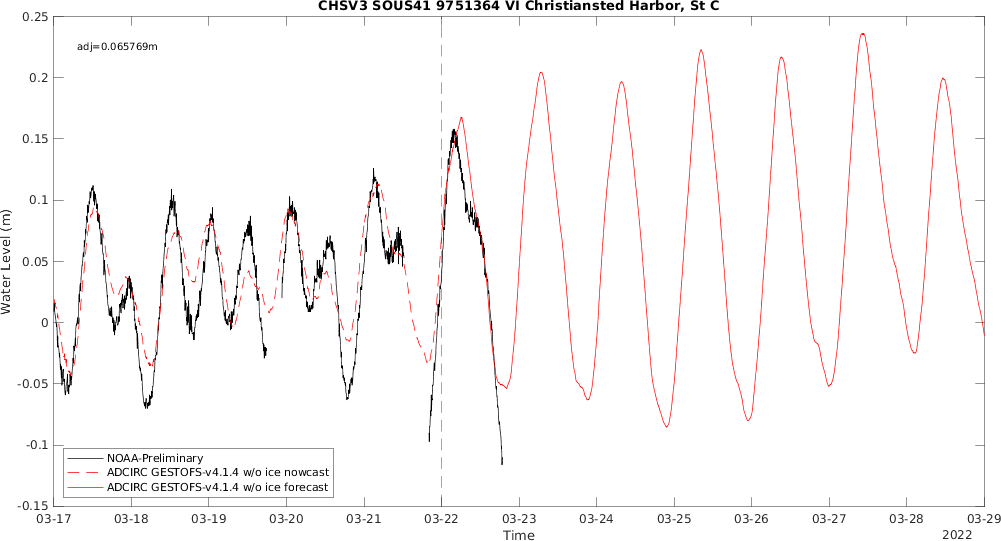 CHSV3 SOUS41 9751364 VI Christiansted Harbor, St C
adj=0.065769m
0.25
0.2
0.15
0.1
0.05
0
-0.05
-0.1
-0.15
Water Level (m)
NOAA-Preliminary
ADCIRC GESTOFS-v4.1.4 w/o ice nowcast
ADCIRC GESTOFS-v4.1.4 w/o ice forecast
03-17 03-18 03-19 03-20 03-21 03-22 03-23 03-24 03-25 03-26 03-27 03-28 03-29
Time
2022